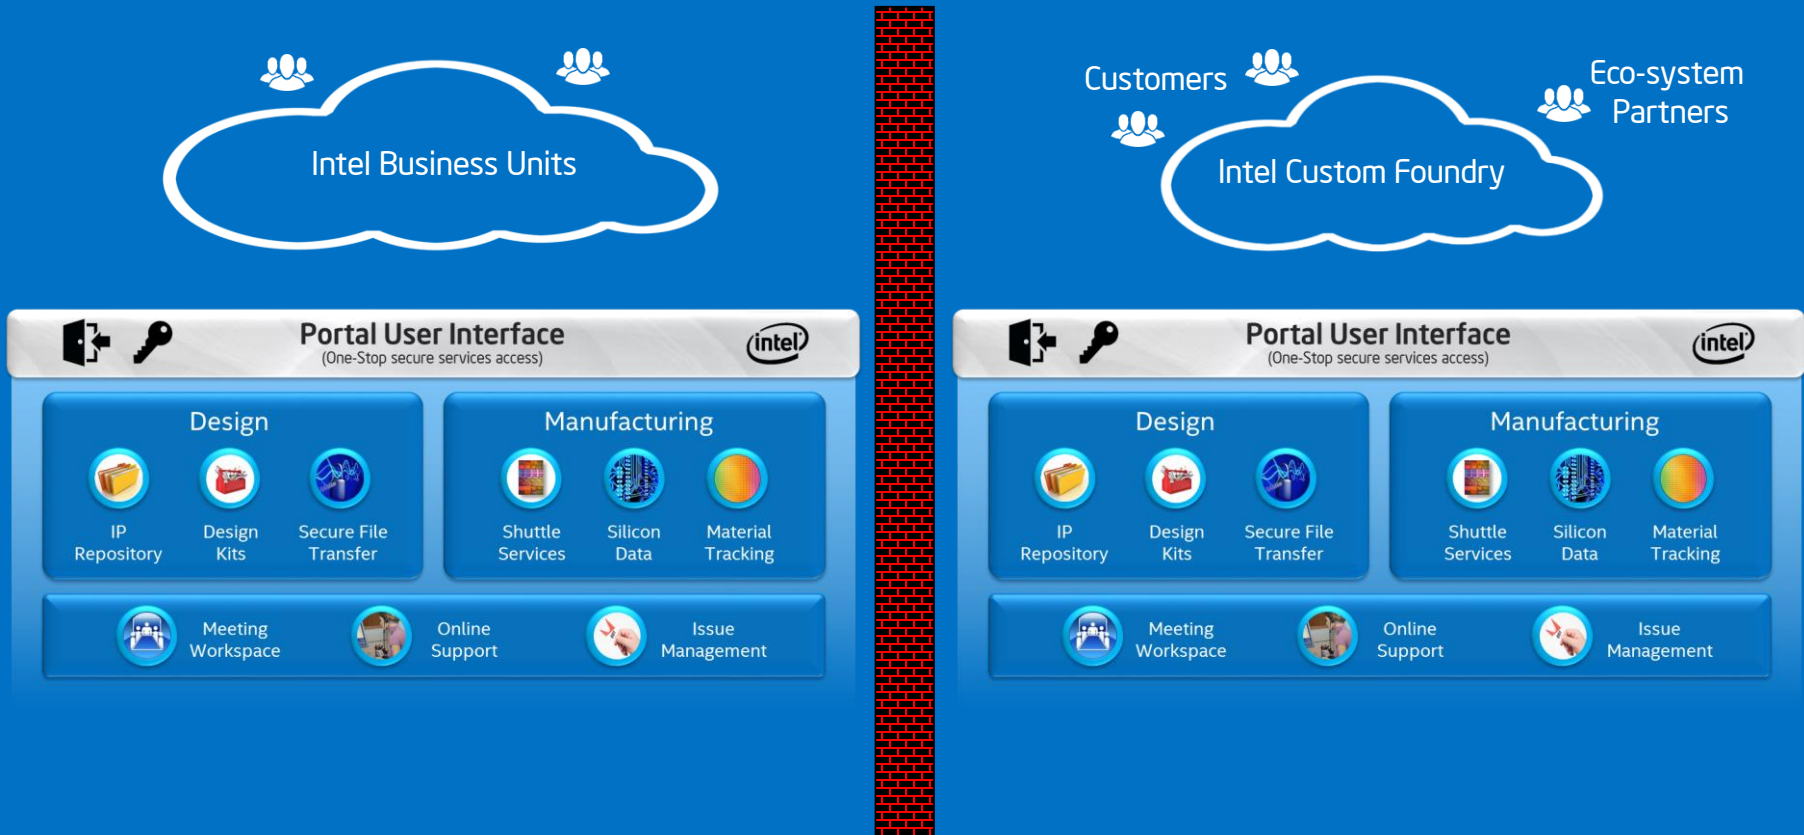 Intel Business Units
Portal User Interface
(One-Stop secure services access)
intel
Design
IP
Repository
Design
Kits
Secure File
Transfer
Manufacturing
Shuttle
Services
Silicon
Data
Material
Tracking
Meeting
Workspace
Online
Support
Issue
Management
Customers
Eco-system
Partners
Intel Custom Foundry
Portal User Interface
(One-Stop secure services access)
intel
Design
IP
Repository
Design
Kits
Secure File
Transfer
Manufacturing
Shuttle
Services
Silicon
Data
Material
Tracking
Meeting
Workspace
Online
Support
Issue
Management